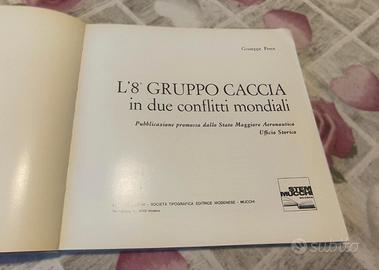 Giuseppe Pesce
L'8° GRUPPO CACCIA
in due conflitti mondiali
Pubblicazione promossa dallo Stato Maggiore Aeronautica
Ufficio Storico
STEM
MUCCHI
SOCIETÀ TIPOGRAFICA EDITRICE MODENESE - MUCCHI
Modena
subito